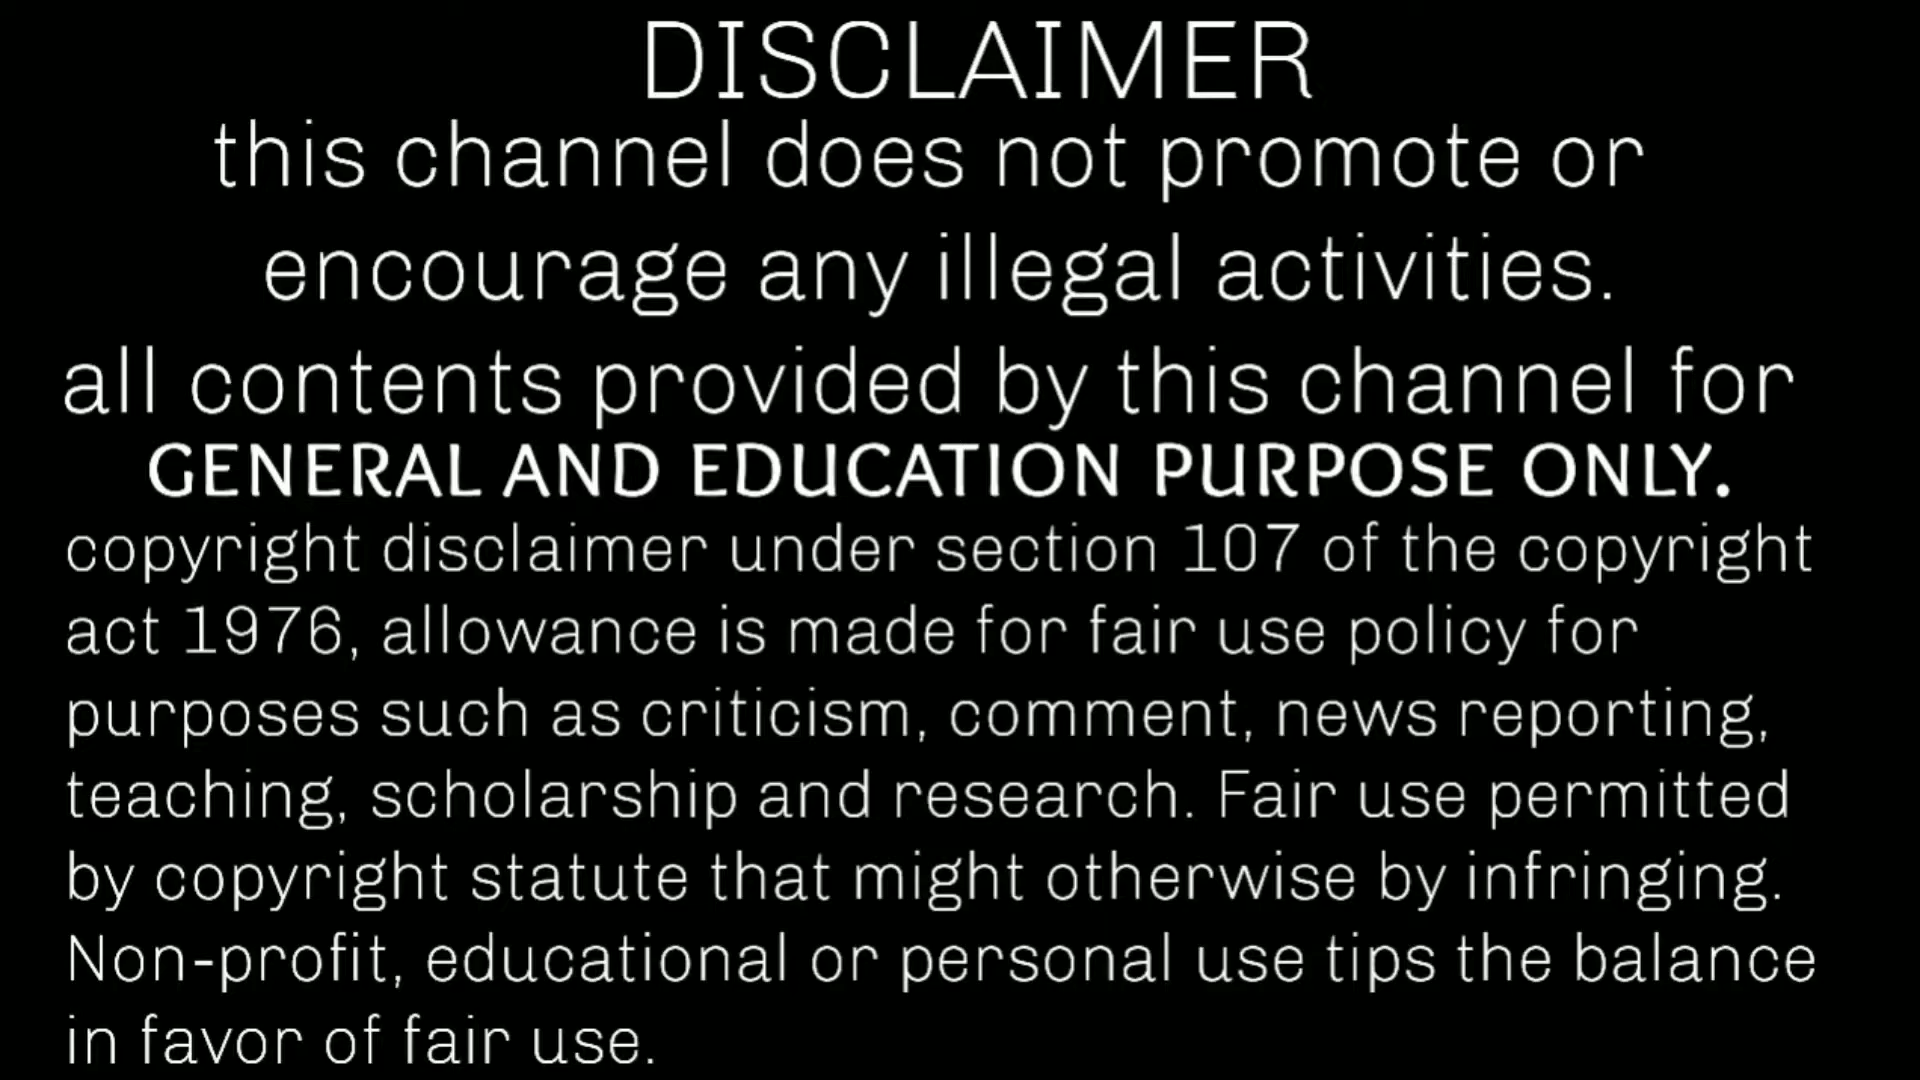 DISCLAIMER
this channel does not promote or
encourage any illegal activities.
all contents provided by this channel for
GENERAL AND EDUCATION PURPOSE ONLY.
copyright disclaimer under section 107 of the copyright
act 1976, allowance is made for fair use policy for
purposes such as criticism, comment, news reporting,
teaching, scholarship and research. Fair use permitted
by copyright statute that might otherwise by infringing.
Non-profit, educational or personal use tips the balance
in favor of fair use.